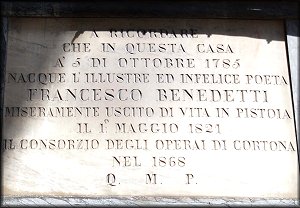 A RICORDARE
CHE IN QUESTA CASA
A 5 DI OTTOBRE 1785
NACQUE L'ILLUSTRE ED INFELICE POETA
FRANCESCO BENEDETTI
MISERAMENTE USCITO DI VITA IN PISTOIA
IL 1º MAGGIO 1821
IL CONSORZIO DEGLI OPERAI DI CORTONA
NEL 1868
Q. M. P.